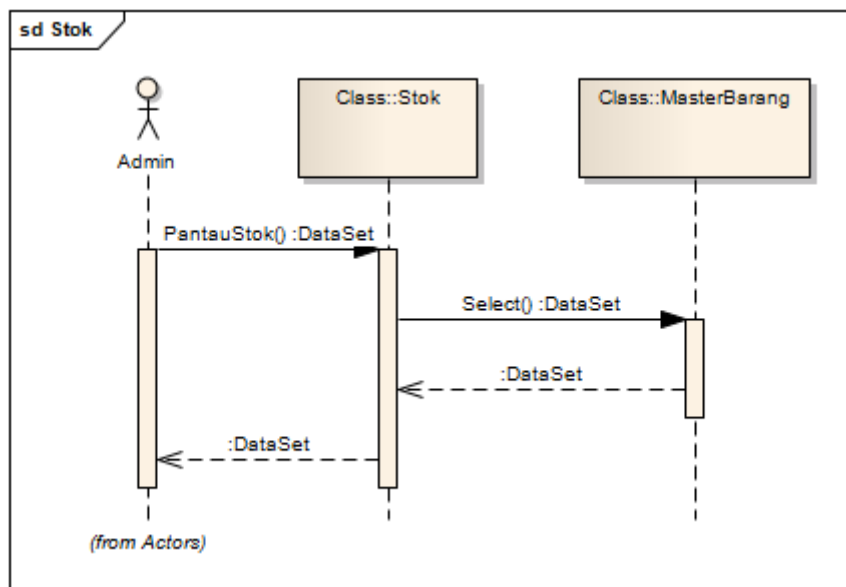 sd Stok
Class::Stok
Class::MasterBarang
Admin
PantauStok() :DataSet
Select() :DataSet
:DataSet
:DataSet
(from Actors)